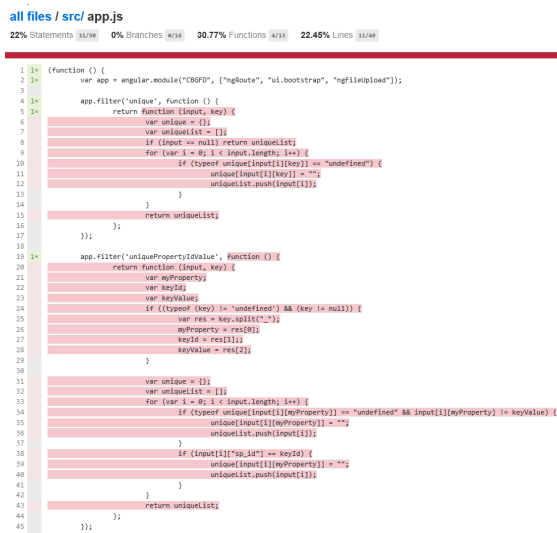 all files / src/ app.js
22% Statements 11/50 0% Branches 0/16 30.77% Functions 4/13 22.45% Lines 11/49
1 1× (function () {
2 1× var app = angular.module("CBGFD", ["ngRoute", "ui.bootstrap", "ngFileUpload"]);
3
4 1× app.filter('unique', function () {
5 1× return function (input, key) {
6 var unique = {};
7 var uniqueList = [];
8 if (input == null) return uniqueList;
9 for (var i = 0; i < input.length; i++) {
10 if (typeof unique[input[i][key]] == "undefined") {
11 unique[input[i][key]] = "";
12 uniqueList.push(input[i]);
13 }
14 }
15 return uniqueList;
16 };
17 });
18
19 1× app.filter('uniquePropertyIdValue', function () {
20 return function (input, key) {
21 var myProperty;
22 var keyId;
23 var keyValue;
24 if ((typeof (key) != 'undefined') && (key != null)) {
25 var res = key.split("_");
26 myProperty = res[0];
27 keyId = res[1];;
28 keyValue = res[2];
29 }
30
31 var unique = {};
32 var uniqueList = [];
33 for (var i = 0; i < input.length; i++) {
34 if (typeof unique[input[i][myProperty]] == "undefined" && input[i][myProperty] != keyValue) {
35 unique[input[i][myProperty]] = "";
36 uniqueList.push(input[i]);
37 }
38 if (input[i]["sp_id"] == keyId) {
39 unique[input[i][myProperty]] = "";
40 uniqueList.push(input[i]);
41 }
42 }
43 return uniqueList;
44 };
45 });